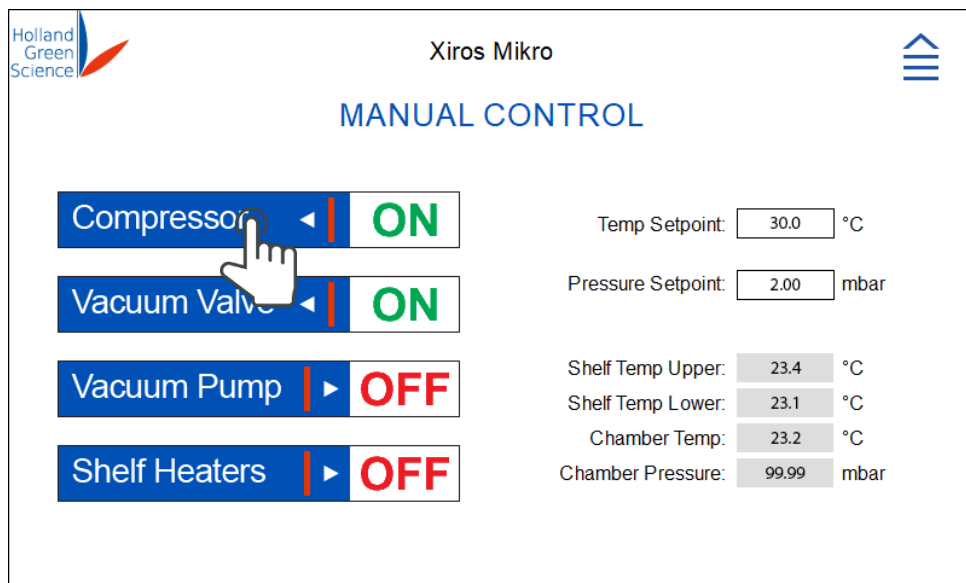 Holland
Green
Science
Xiros Mikro
MANUAL CONTROL
Compressor ON
Vacuum Valve ON
Vacuum Pump OFF
Shelf Heaters OFF
Temp Setpoint: 30.0 °C
Pressure Setpoint: 2.00 mbar
Shelf Temp Upper: 23.4 °C
Shelf Temp Lower: 23.1 °C
Chamber Temp: 23.2 °C
Chamber Pressure: 99.99 mbar